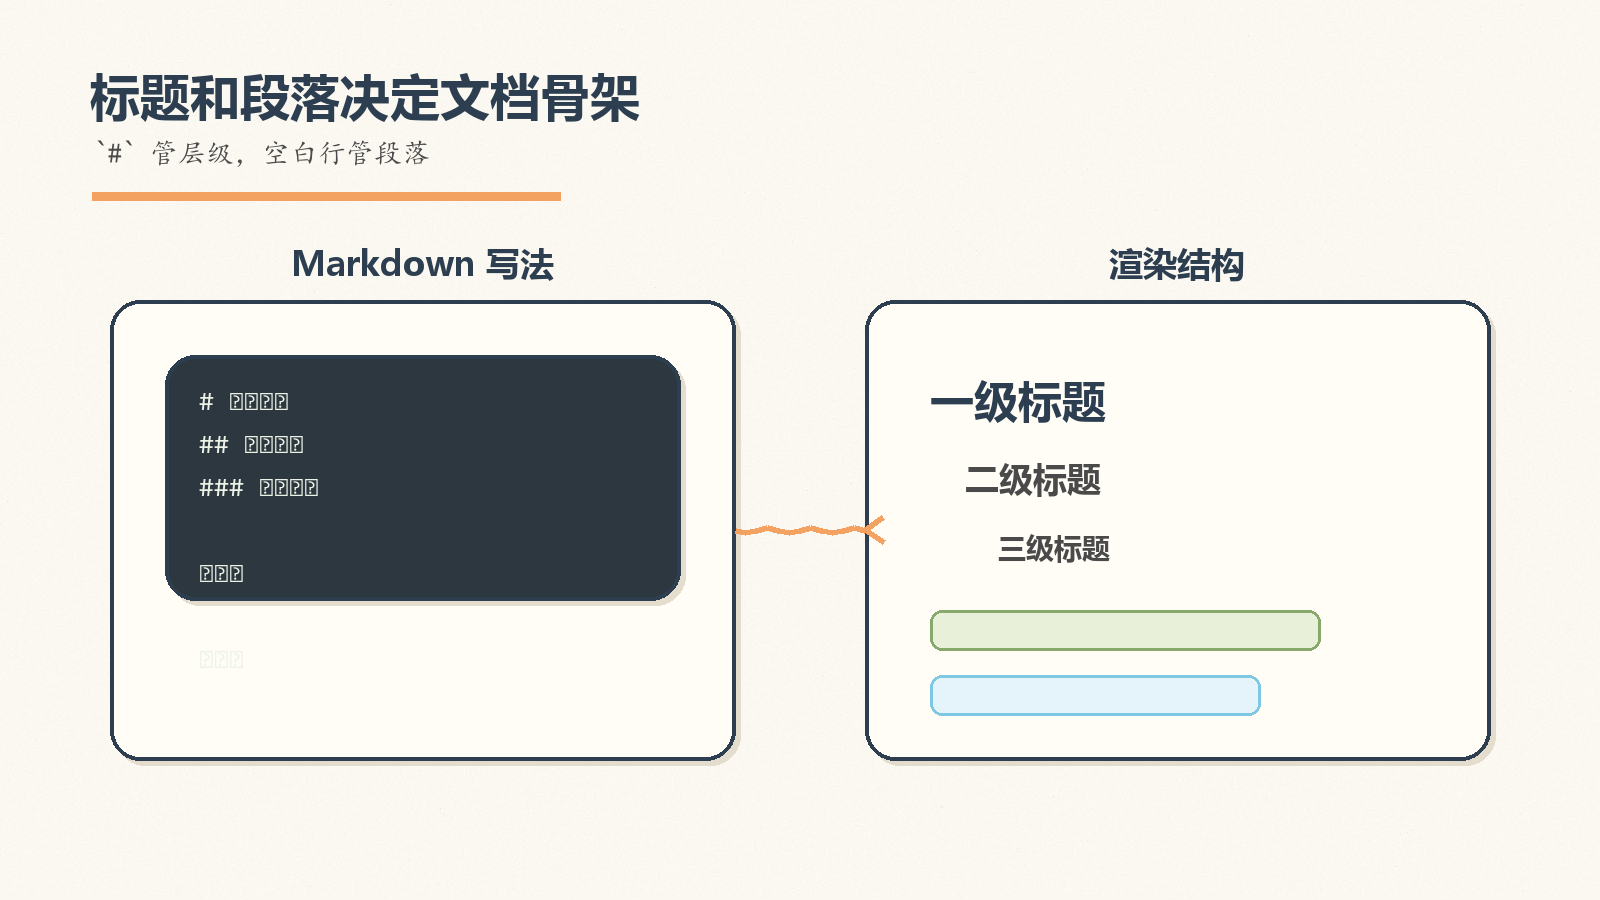 标题和段落决定文档骨架
`#` 管层级，空白行管段落
Markdown 写法
#
##
###
渲染结构
一级标题
二级标题
三级标题